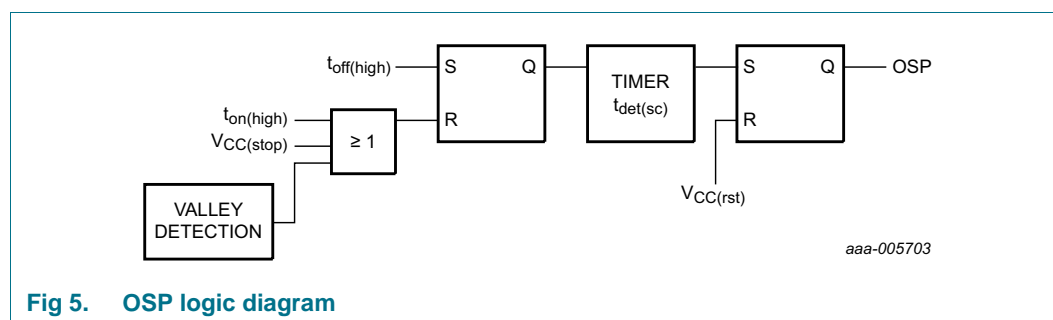 toff(high)
S
Q
TIMER
tdet(sc)
S
Q
OSP
ton(high)
VCC(stop)
≥ 1
R
R
VCC(rst)
VALLEY
DETECTION
aaa-005703
Fig 5. OSP logic diagram